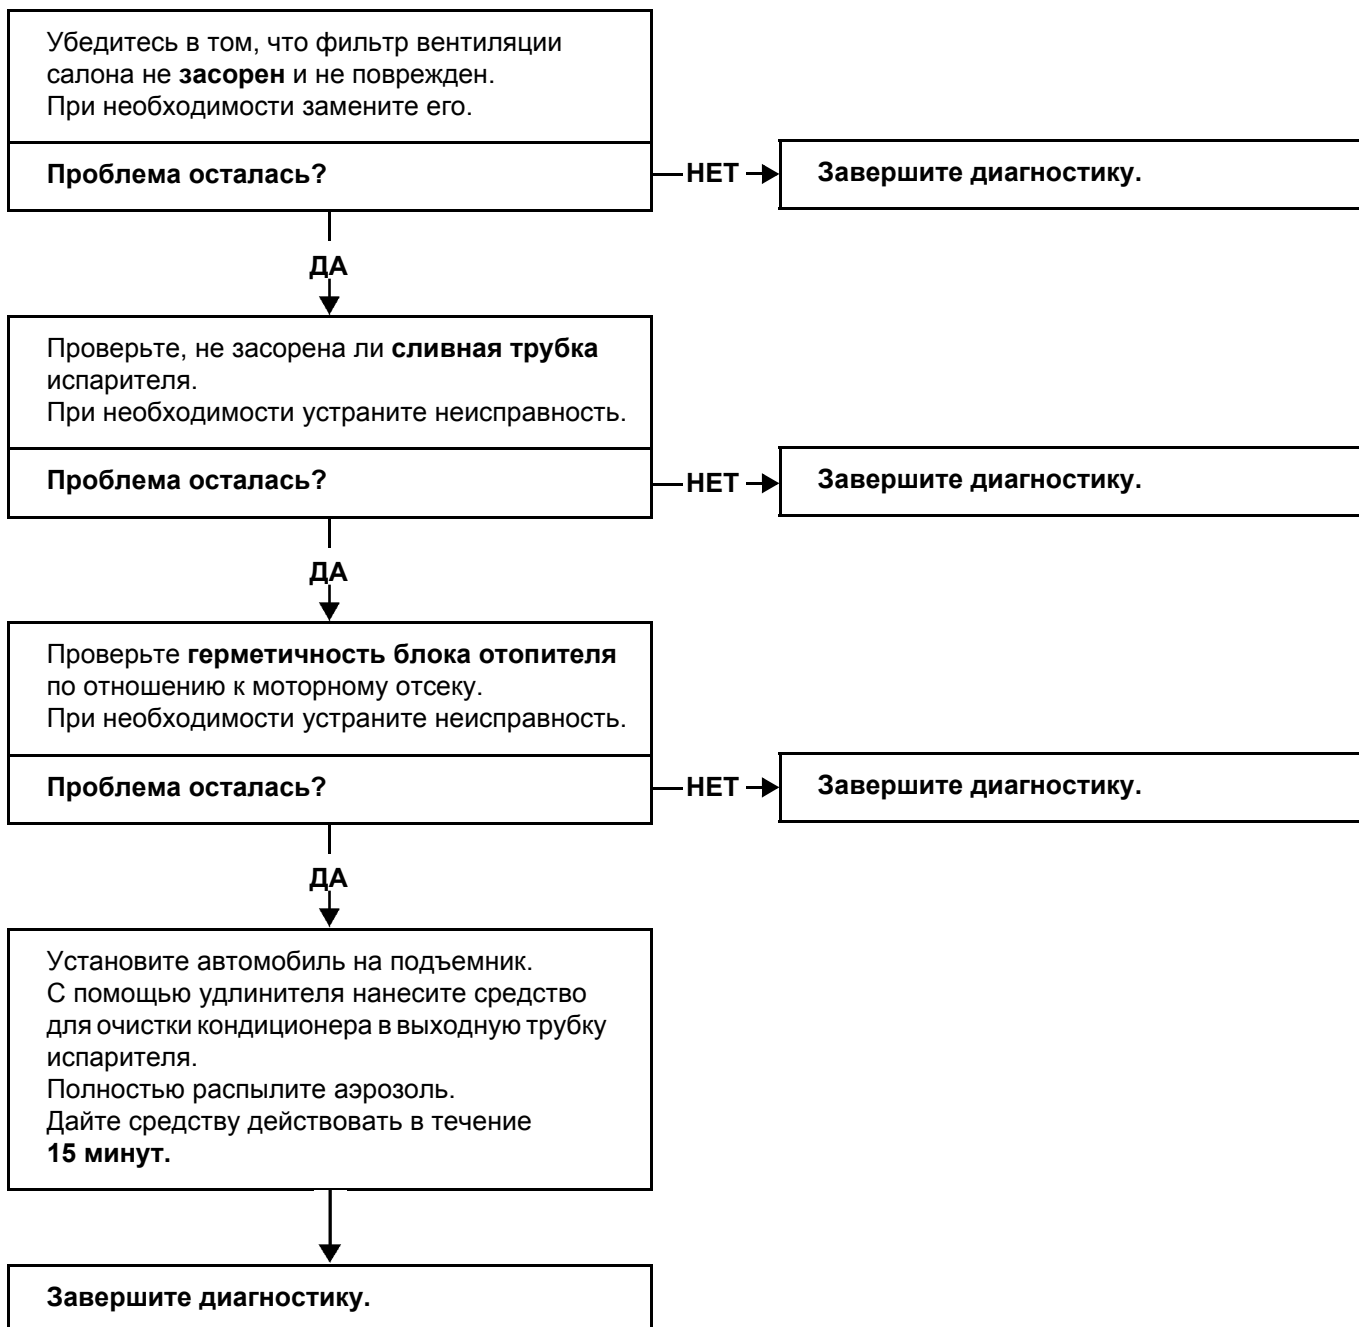 Убедитесь в том, что фильтр вентиляции
салона не засорен и не поврежден.
При необходимости замените его.
Проблема осталась?
НЕТ
Завершите диагностику.
ДА
Проверьте, не засорена ли сливная трубка
испарителя.
При необходимости устраните неисправность.
Проблема осталась?
НЕТ
Завершите диагностику.
ДА
Проверьте герметичность блока отопителя
по отношению к моторному отсеку.
При необходимости устраните неисправность.
Проблема осталась?
НЕТ
Завершите диагностику.
ДА
Установите автомобиль на подъемник.
С помощью удлинителя нанесите средство
для очистки кондиционера в выходную трубку
испарителя.
Полностью распылите аэрозоль.
Дайте средству действовать в течение
15 минут.
Завершите диагностику.